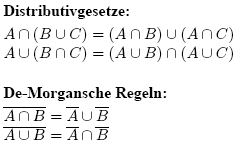 Distributivgesetze:
A ∩ (B ∪ C) = (A ∩ B) ∪ (A ∩ C)
A ∪ (B ∩ C) = (A ∪ B) ∩ (A ∪ C)
De-Morgansche Regeln:
A̅ ̅∩̅ ̅B̅ = A̅ ∪ B̅
A̅ ̅∪̅ ̅B̅ = A̅ ∩ B̅